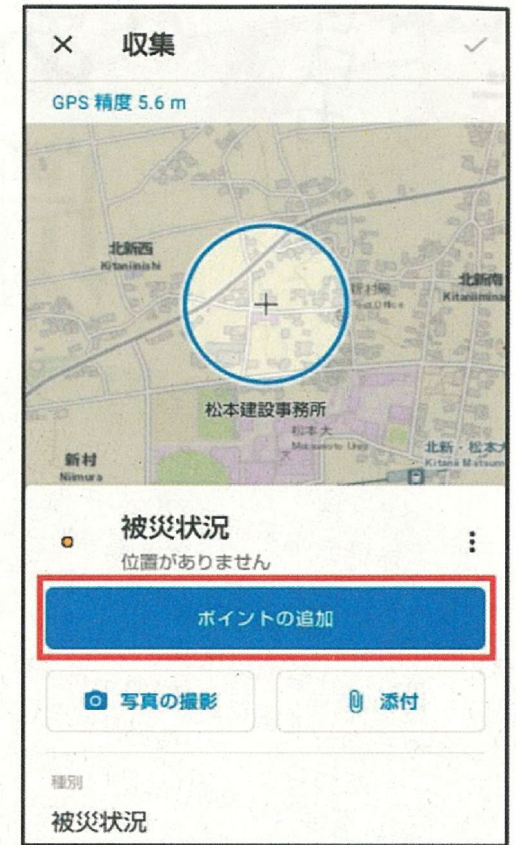 × 収集
GPS 精度 5.6 m
北新西
Kitaniinishi
北新南
松本建設事務所
松本大
新村
Niimura
北新・松本大
被災状況
位置がありません
ポイントの追加
写真の撮影
添付
種別
被災状況